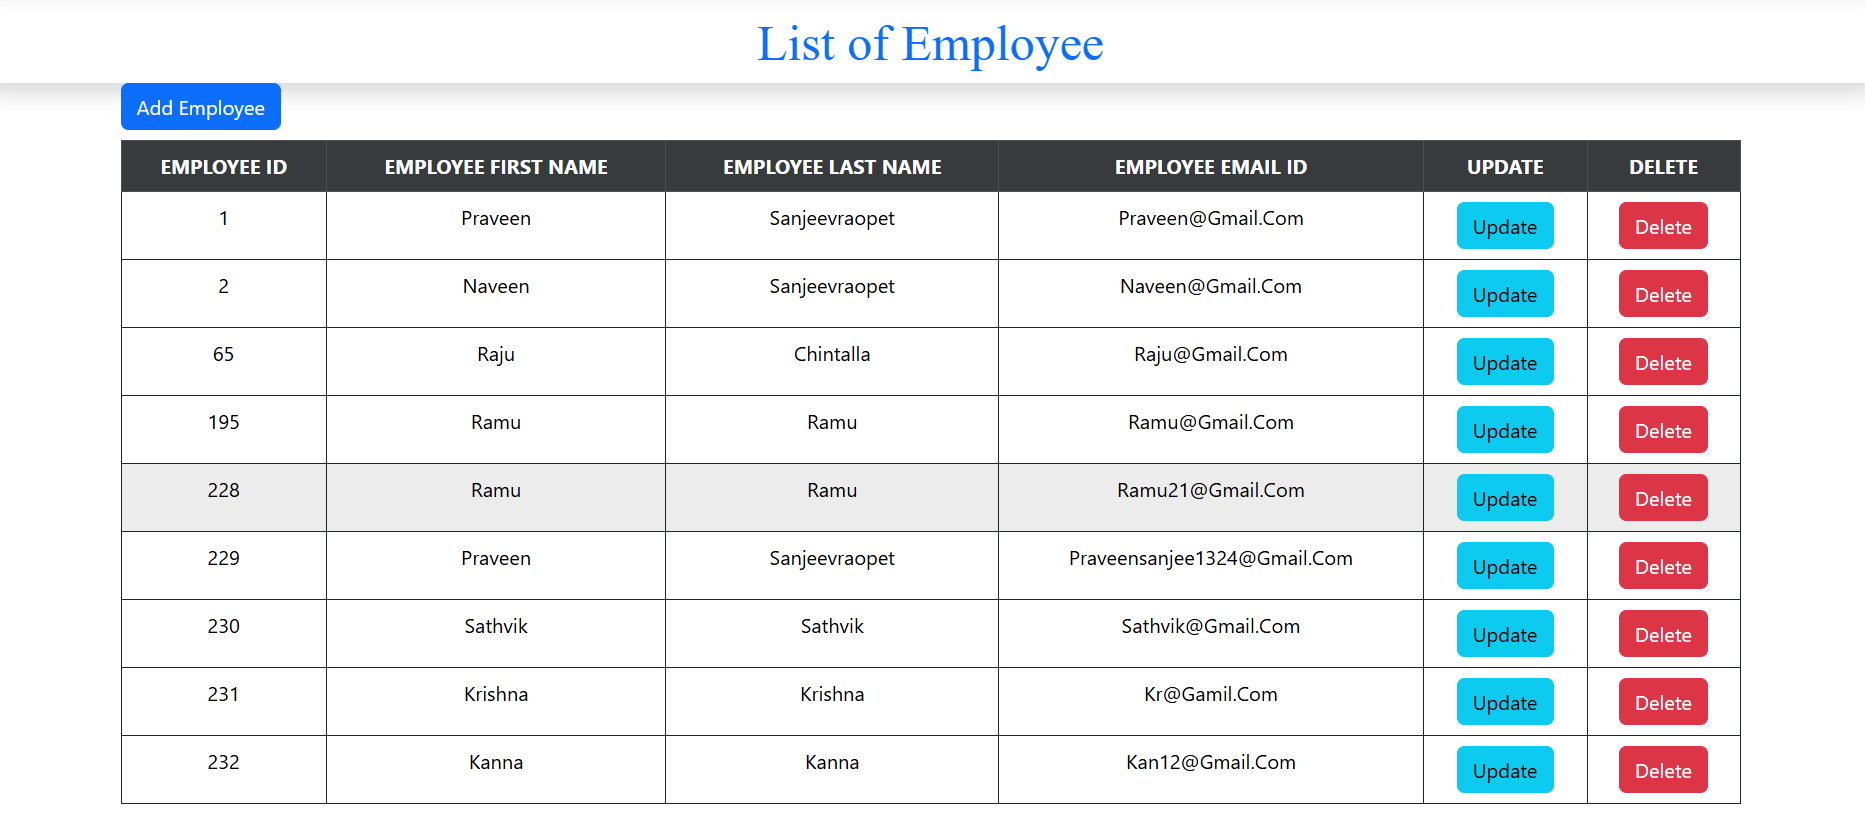 List of Employee
Add Employee
EMPLOYEE ID EMPLOYEE FIRST NAME EMPLOYEE LAST NAME EMPLOYEE EMAIL ID UPDATE DELETE
1 Praveen Sanjeevraopet Praveen@Gmail.Com Update Delete
2 Naveen Sanjeevraopet Naveen@Gmail.Com Update Delete
65 Raju Chintalla Raju@Gmail.Com Update Delete
195 Ramu Ramu Ramu@Gmail.Com Update Delete
228 Ramu Ramu Ramu21@Gmail.Com Update Delete
229 Praveen Sanjeevraopet Praveensanjee1324@Gmail.Com Update Delete
230 Sathvik Sathvik Sathvik@Gmail.Com Update Delete
231 Krishna Krishna Kr@Gamil.Com Update Delete
232 Kanna Kanna Kan12@Gmail.Com Update Delete